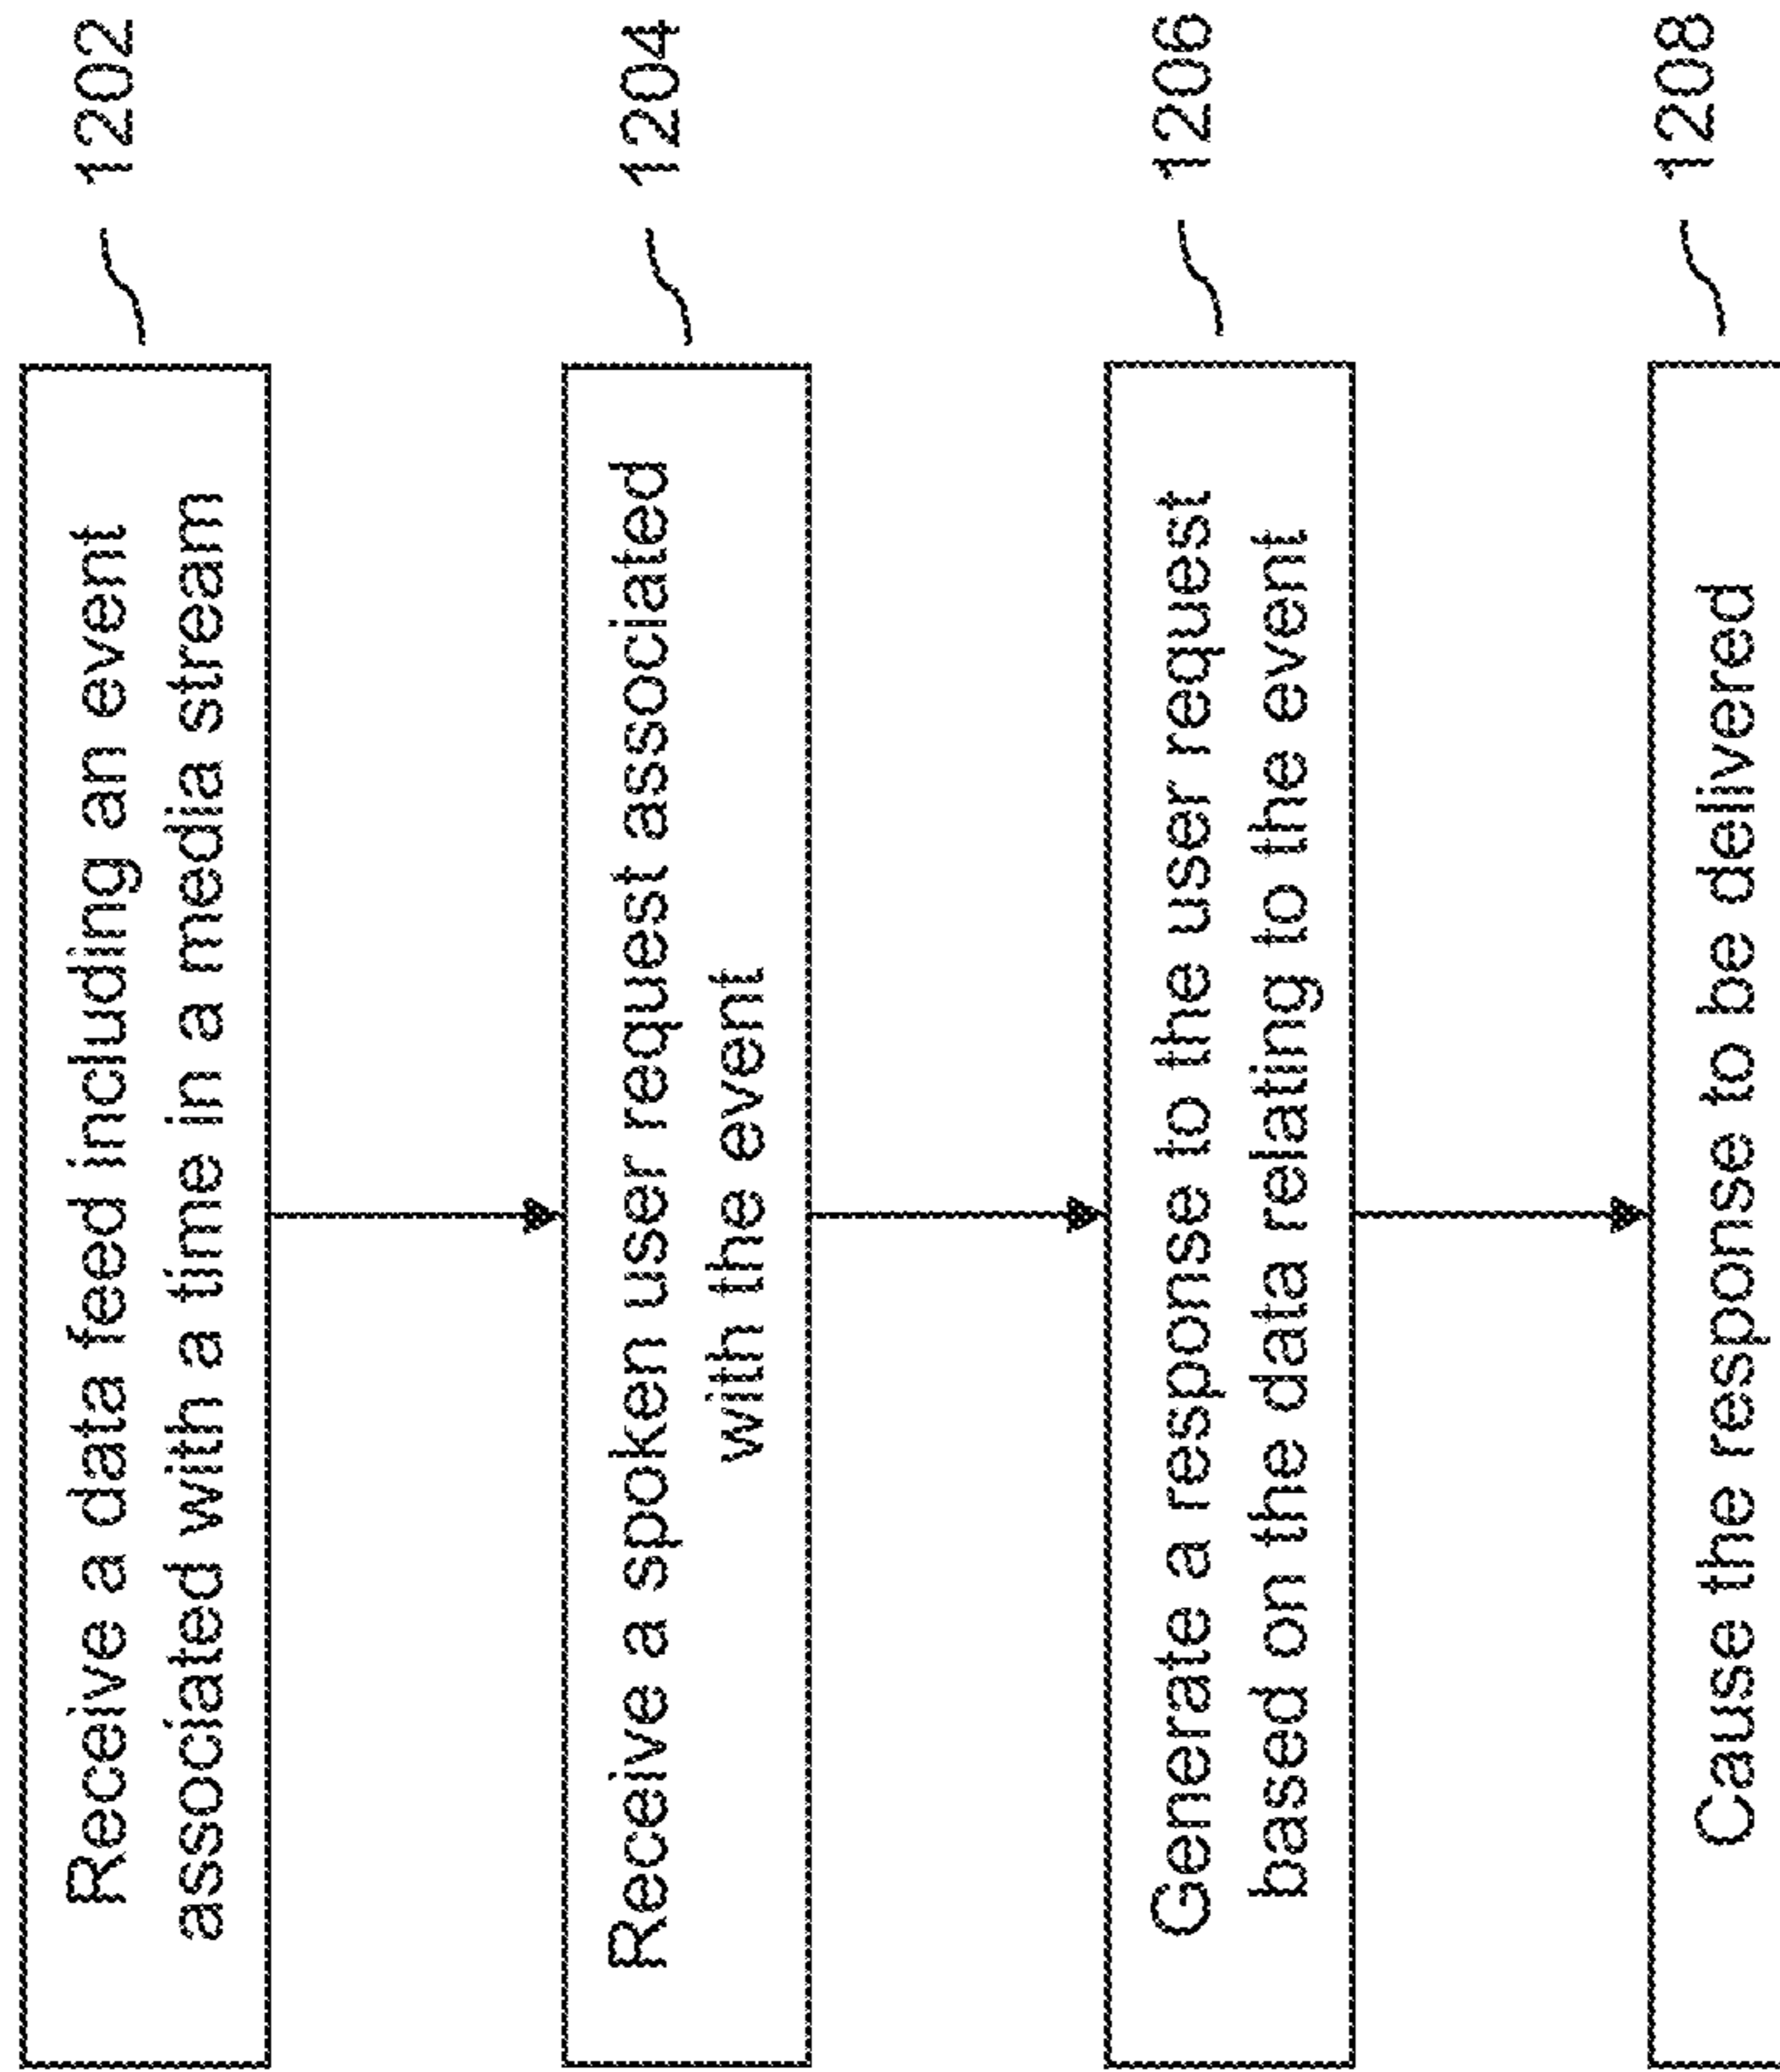 Receive a data feed including an event
associated with a time in a media stream
1202
Receive a spoken user request associated
with the event
1204
Generate a response to the user request
based on the data relating to the event
1206
Cause the response to be delivered
1208